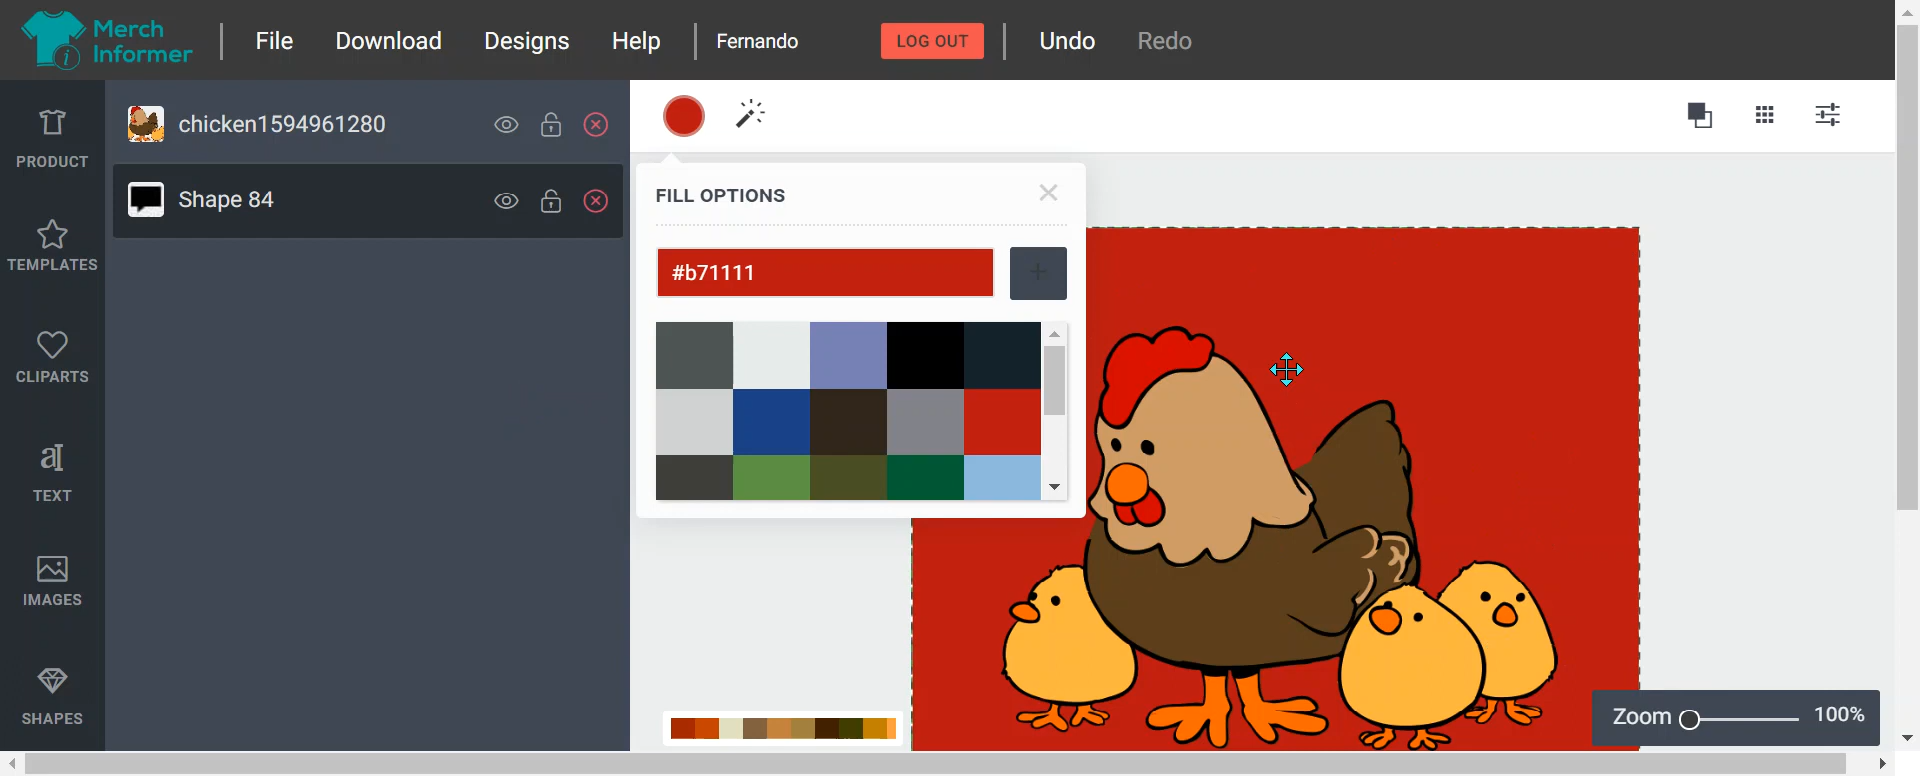 Merch
Informer
File
Download
Designs
Help
Fernando
LOG OUT
Undo
Redo
PRODUCT
TEMPLATES
CLIPARTS
TEXT
IMAGES
SHAPES
chicken1594961280
Shape 84
FILL OPTIONS
#b71111
Zoom
100%